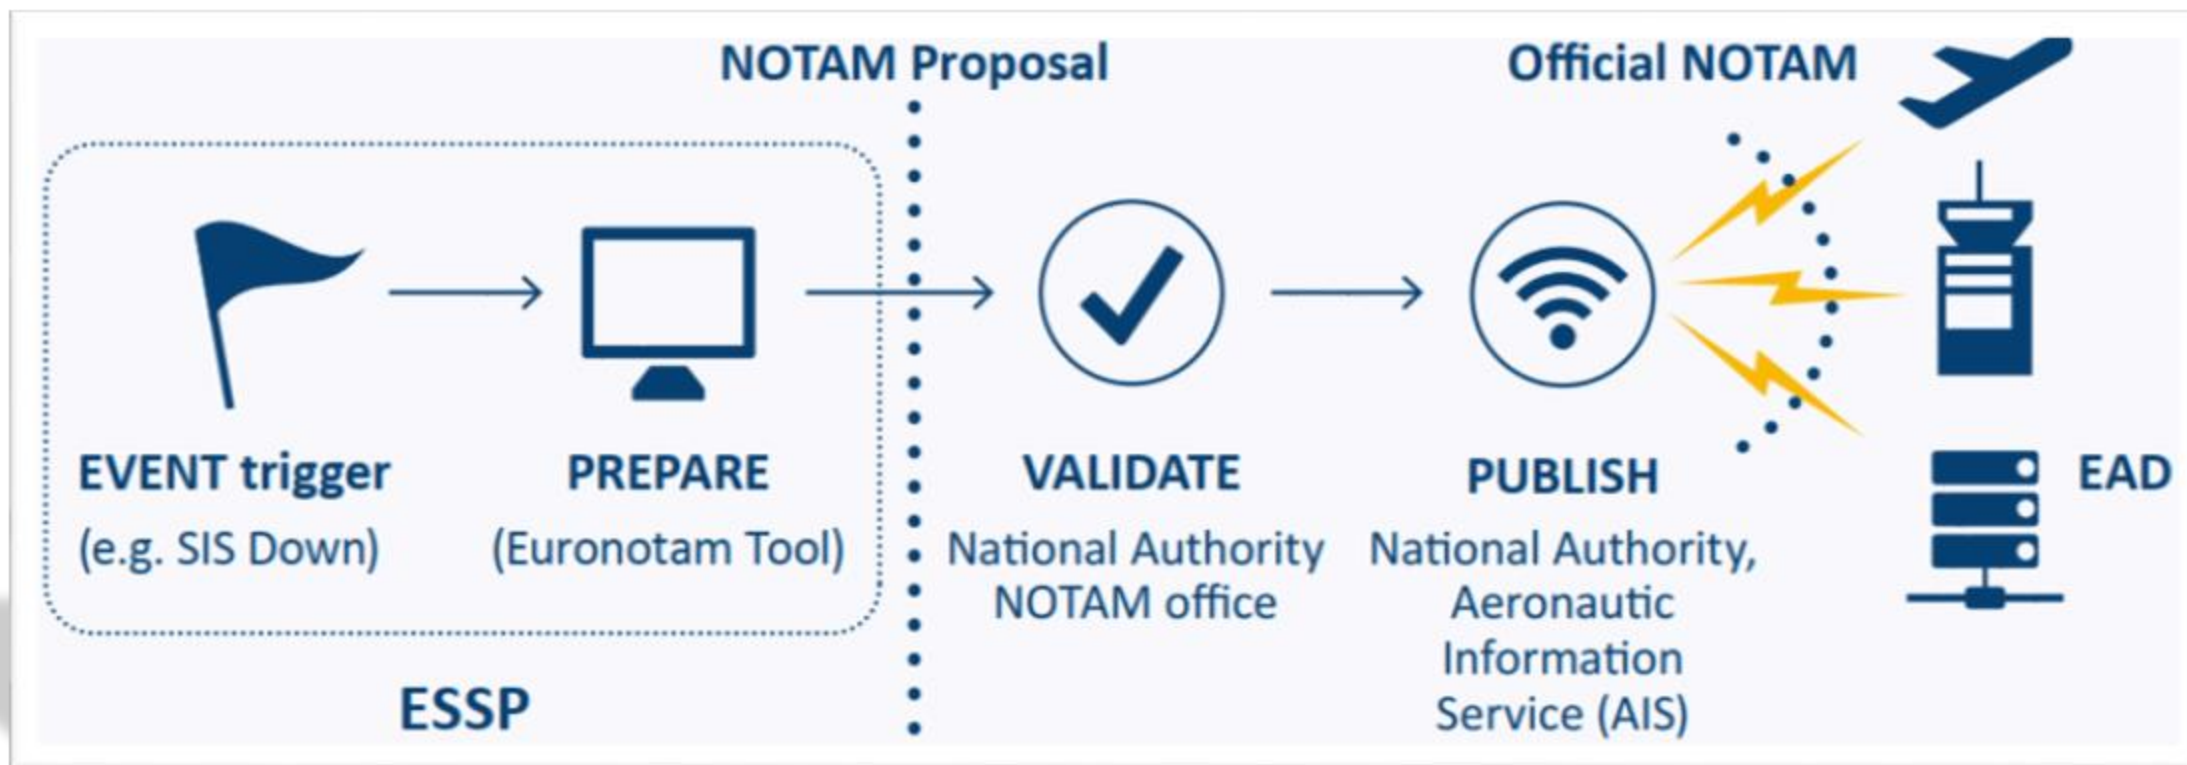 NOTAM Proposal
Official NOTAM
EVENT trigger
(e.g. SIS Down)
PREPARE
(Euronotam Tool)
ESSP
VALIDATE
National Authority
NOTAM office
PUBLISH
National Authority,
Aeronautic
Information
Service (AIS)
EAD